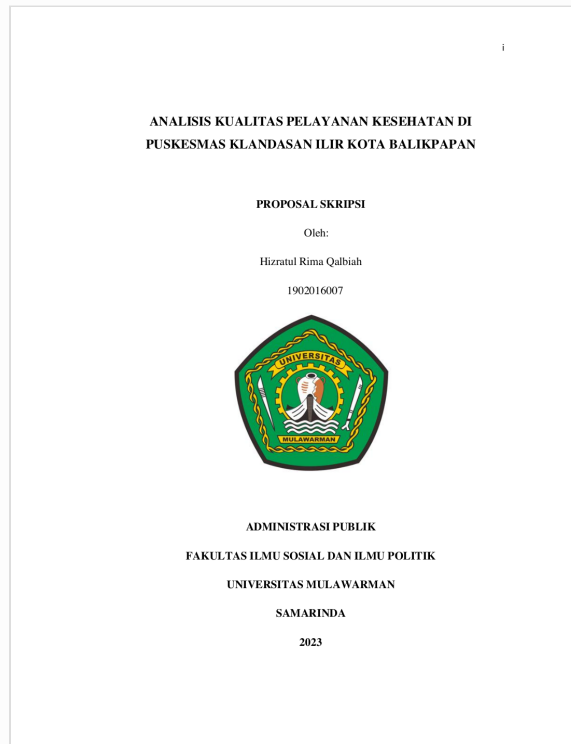 i
ANALISIS KUALITAS PELAYANAN KESEHATAN DI
PUSKESMAS KLANDASAN ILIR KOTA BALIKPAPAN
PROPOSAL SKRIPSI
Oleh:
Hizratul Rima Qalbiah
1902016007
UNIVERSITAS
MULAWARMAN
ADMINISTRASI PUBLIK
FAKULTAS ILMU SOSIAL DAN ILMU POLITIK
UNIVERSITAS MULAWARMAN
SAMARINDA
2023